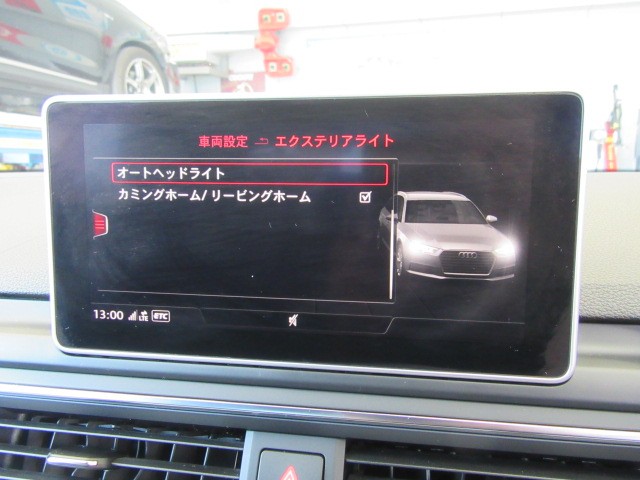 車両設定 エクステリアライト
オートヘッドライト
カミングホーム/リービングホーム
13:00 LTE ETC